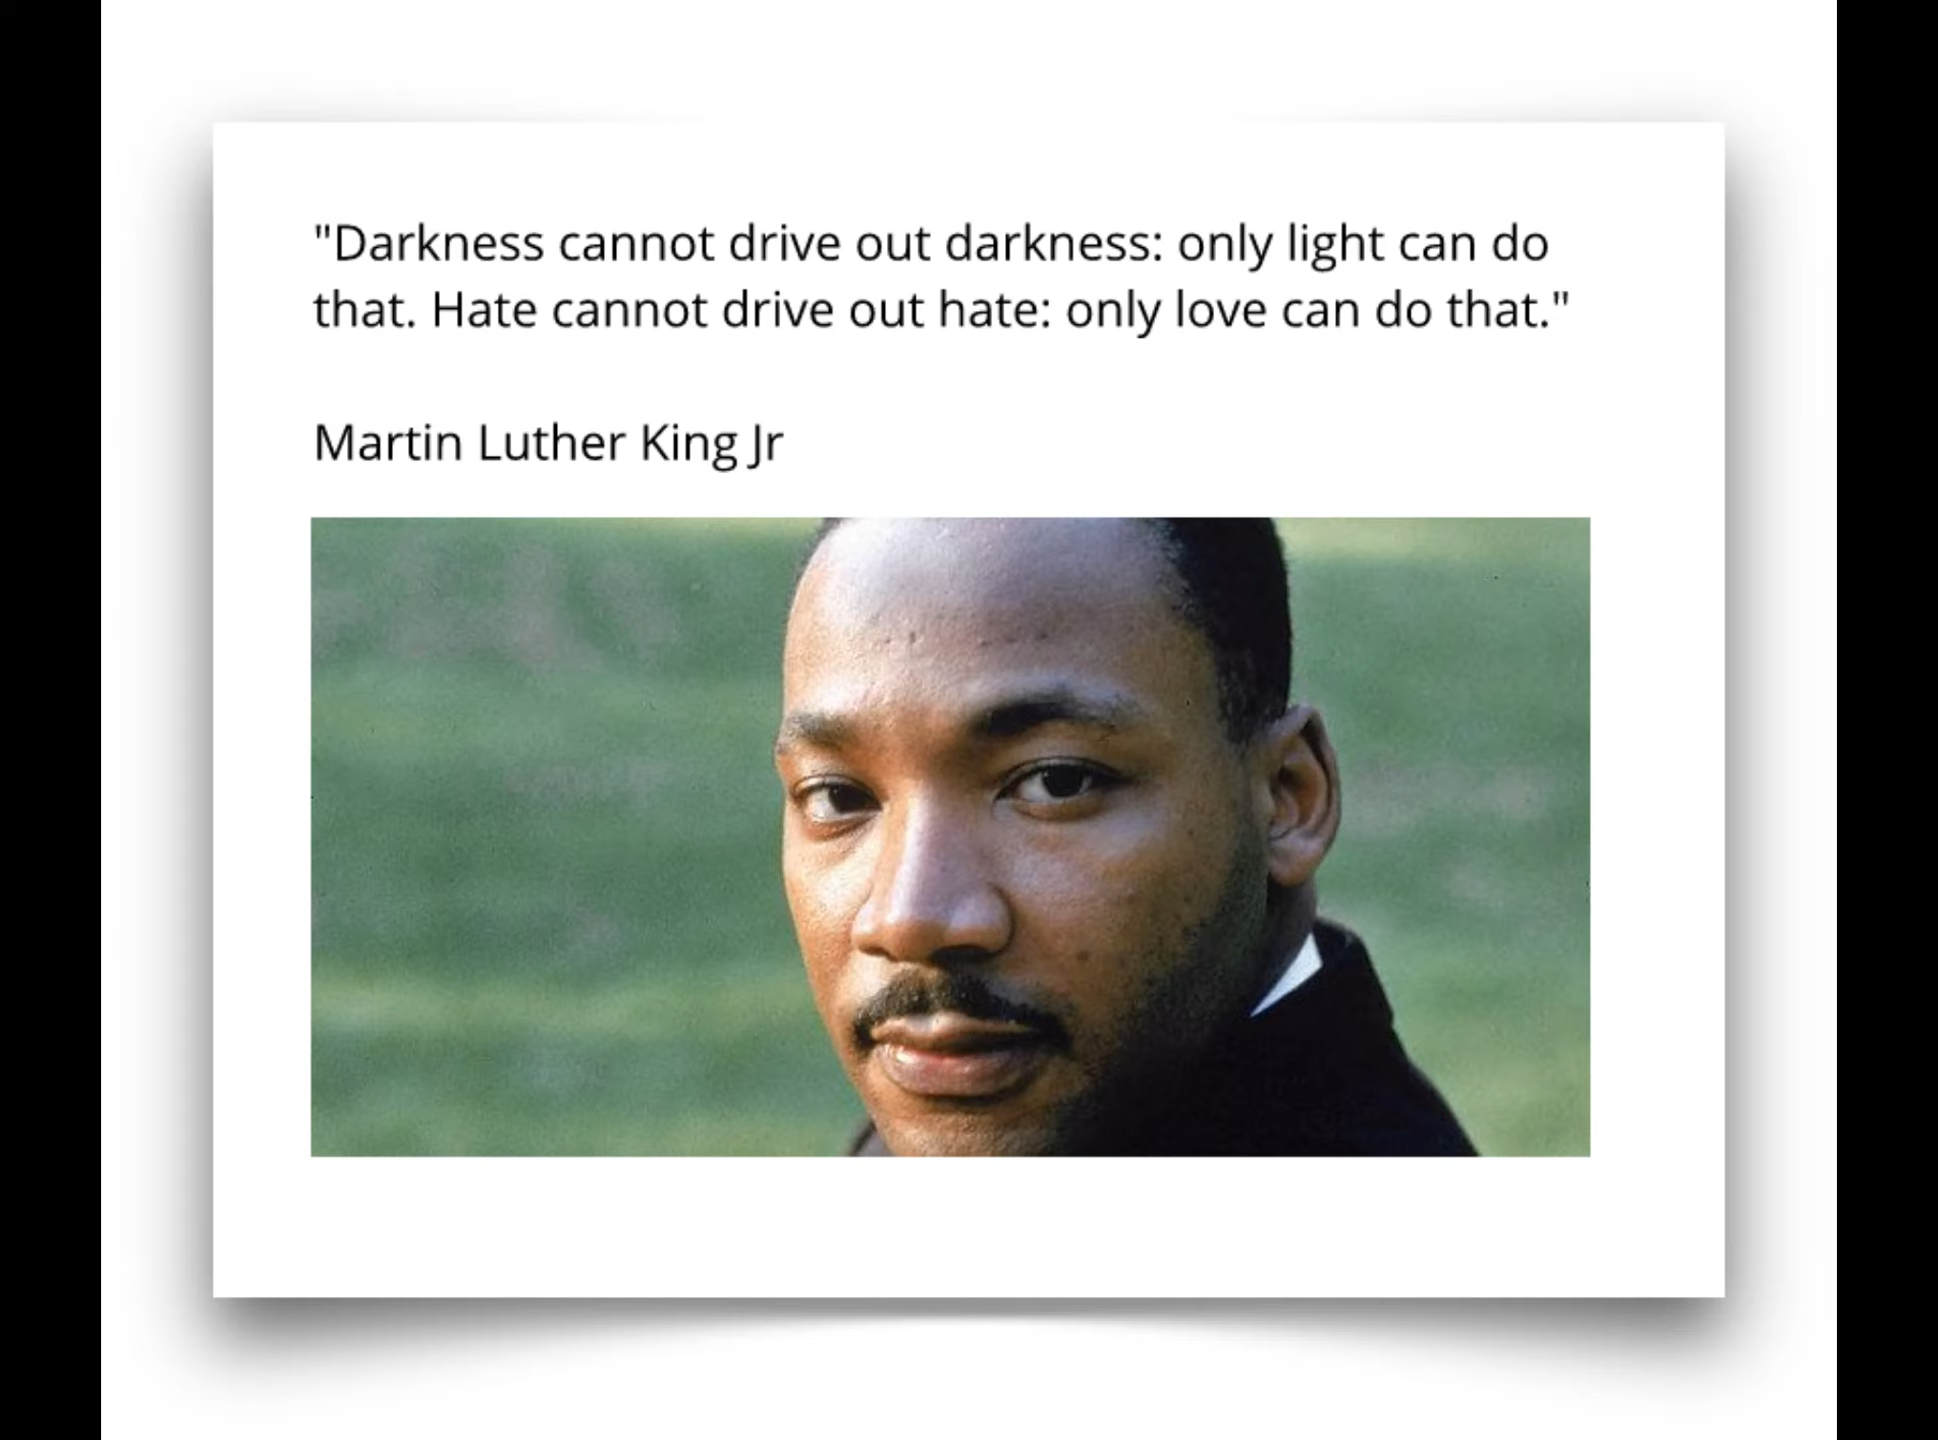 "Darkness cannot drive out darkness: only light can do
that. Hate cannot drive out hate: only love can do that."
Martin Luther King Jr